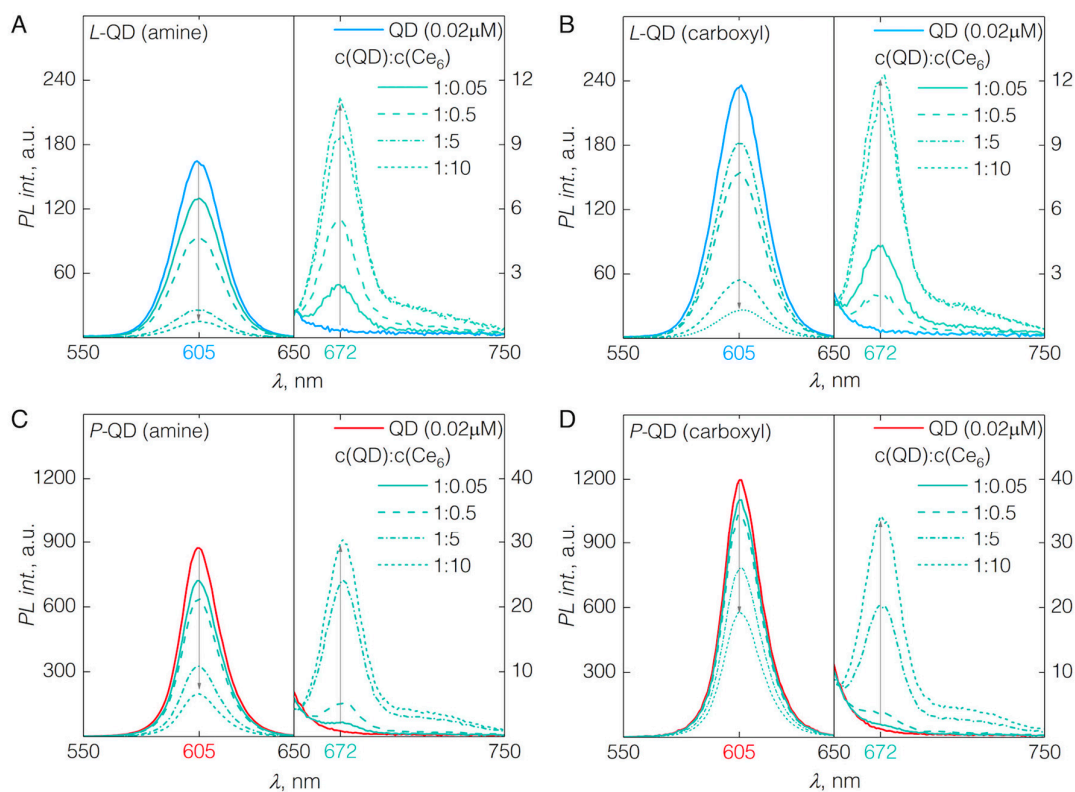 A
L-QD (amine)
QD (0.02μM)
c(QD):c(Ce₆)
1:0.05
1:0.5
1:5
1:10
PL int., a.u.
240
180
120
60
12
9
6
3
550
605
650
672
750
λ, nm
B
L-QD (carboxyl)
QD (0.02μM)
c(QD):c(Ce₆)
1:0.05
1:0.5
1:5
1:10
PL int., a.u.
240
180
120
60
12
9
6
3
550
605
650
672
750
λ, nm
C
P-QD (amine)
QD (0.02μM)
c(QD):c(Ce₆)
1:0.05
1:0.5
1:5
1:10
PL int., a.u.
1200
900
600
300
40
30
20
10
550
605
650
672
750
λ, nm
D
P-QD (carboxyl)
QD (0.02μM)
c(QD):c(Ce₆)
1:0.05
1:0.5
1:5
1:10
PL int., a.u.
1200
900
600
300
40
30
20
10
550
605
650
672
750
λ, nm